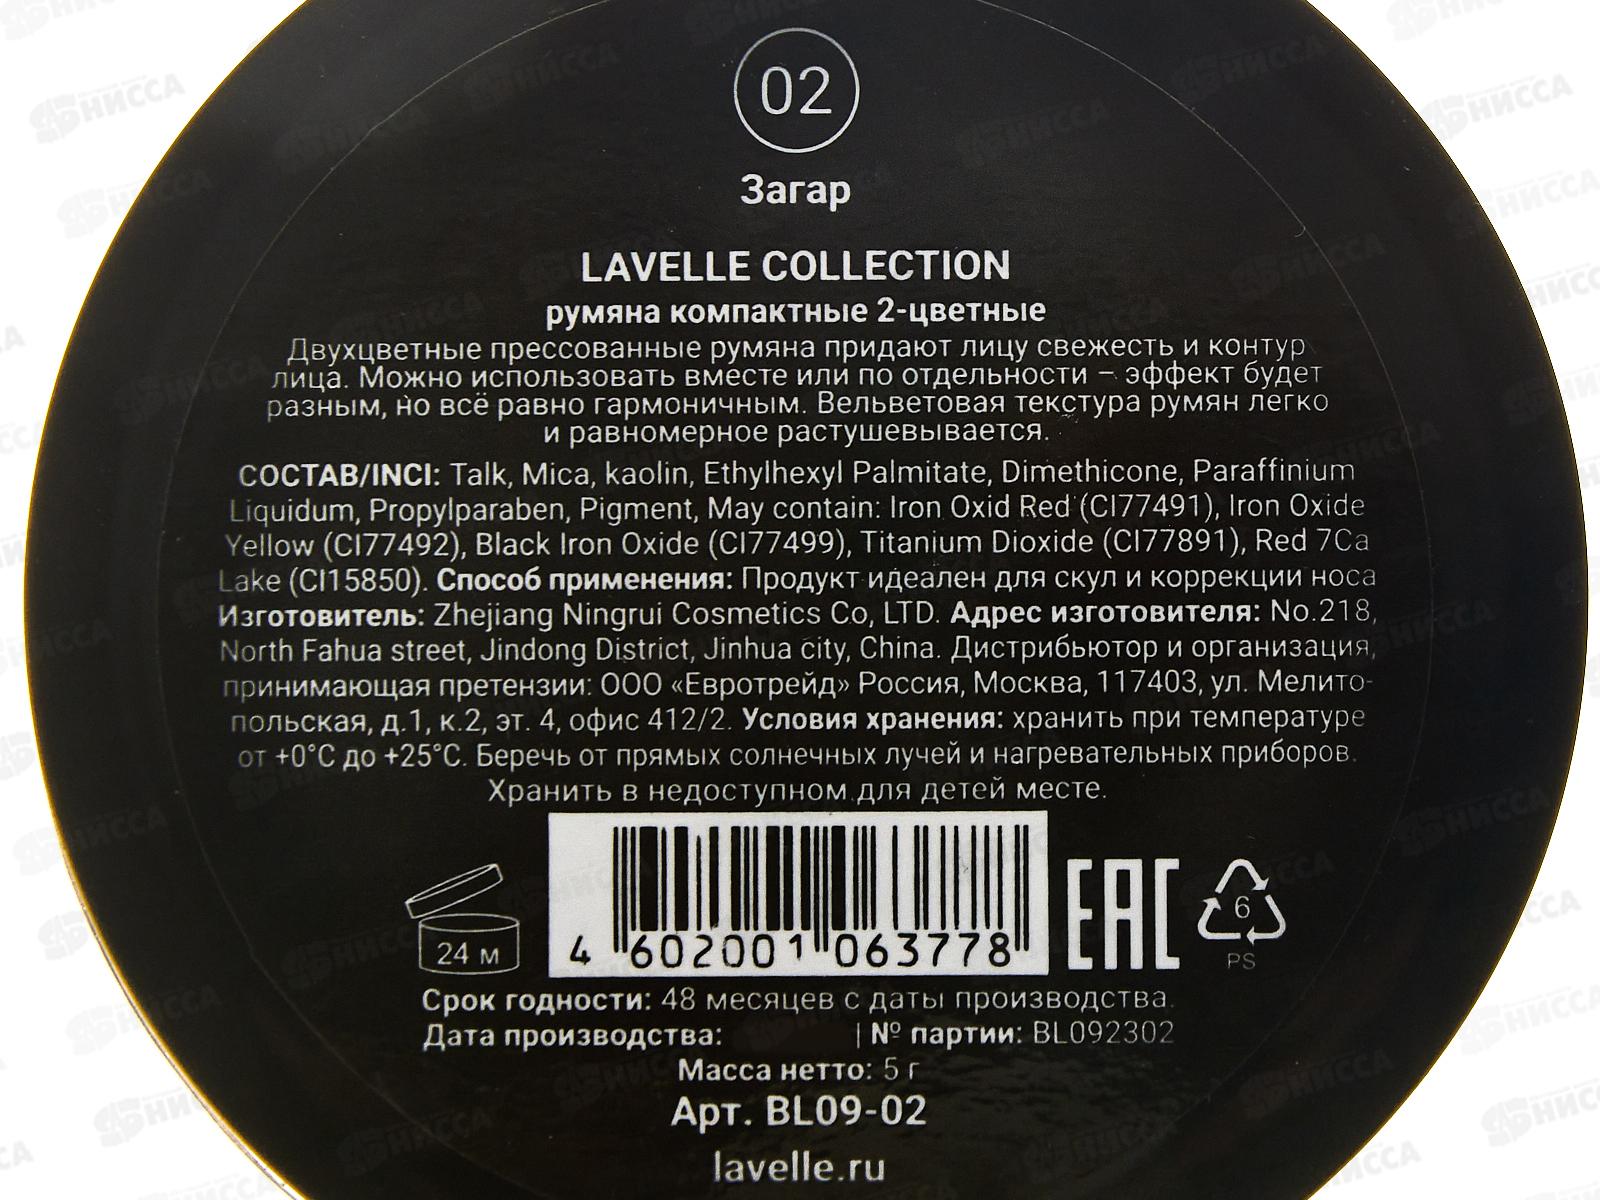 02
Загар
LAVELLE COLLECTION
румяна компактные 2-цветные
Двухцветные прессованные румяна придают лицу свежесть и контур
лица. Можно использовать вместе или по отдельности – эффект будет
разным, но всё равно гармоничным. Вельветовая текстура румян легко
и равномерное растушевывается.
СОСТАВ/INCI: Talk, Mica, kaolin, Ethylhexyl Palmitate, Dimethicone, Paraffinium
Liquidum, Propylparaben, Pigment, May contain: Iron Oxid Red (CI77491), Iron Oxide
Yellow (CI77492), Black Iron Oxide (CI77499), Titanium Dioxide (CI77891), Red 7Ca
Lake (CI15850). Способ применения: Продукт идеален для скул и коррекции носа
Изготовитель: Zhejiang Ningrui Cosmetics Co, LTD. Адрес изготовителя: No.218,
North Fahua street, Jindong District, Jinhua city, China. Дистрибьютор и организация,
принимающая претензии: ООО «Евротрейд» Россия, Москва, 117403, ул. Мелито-
польская, д.1, к.2, эт. 4, офис 412/2. Условия хранения: хранить при температуре
от +0°C до +25°C. Беречь от прямых солнечных лучей и нагревательных приборов.
Хранить в недоступном для детей месте.
24 м
4 602001 063778
EAC
6
PS
Срок годности: 48 месяцев с даты производства.
Дата производства: | № партии: BL092302
Масса нетто: 5 г
Арт. BL09-02
lavelle.ru